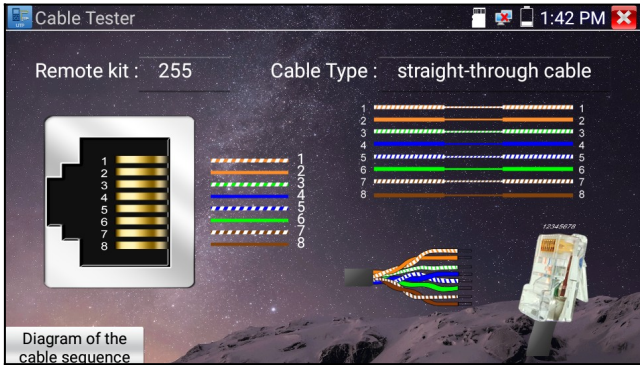 UTP
Cable Tester
1:42 PM
Remote kit : 255
Cable Type : straight-through cable
1 1
2 2
3 3
4 4
5 5
6 6
7 7
8 8
1 1
2 2
3 3
4 4
5 5
6 6
7 7
8 8
12345678
Diagram of the
cable sequence